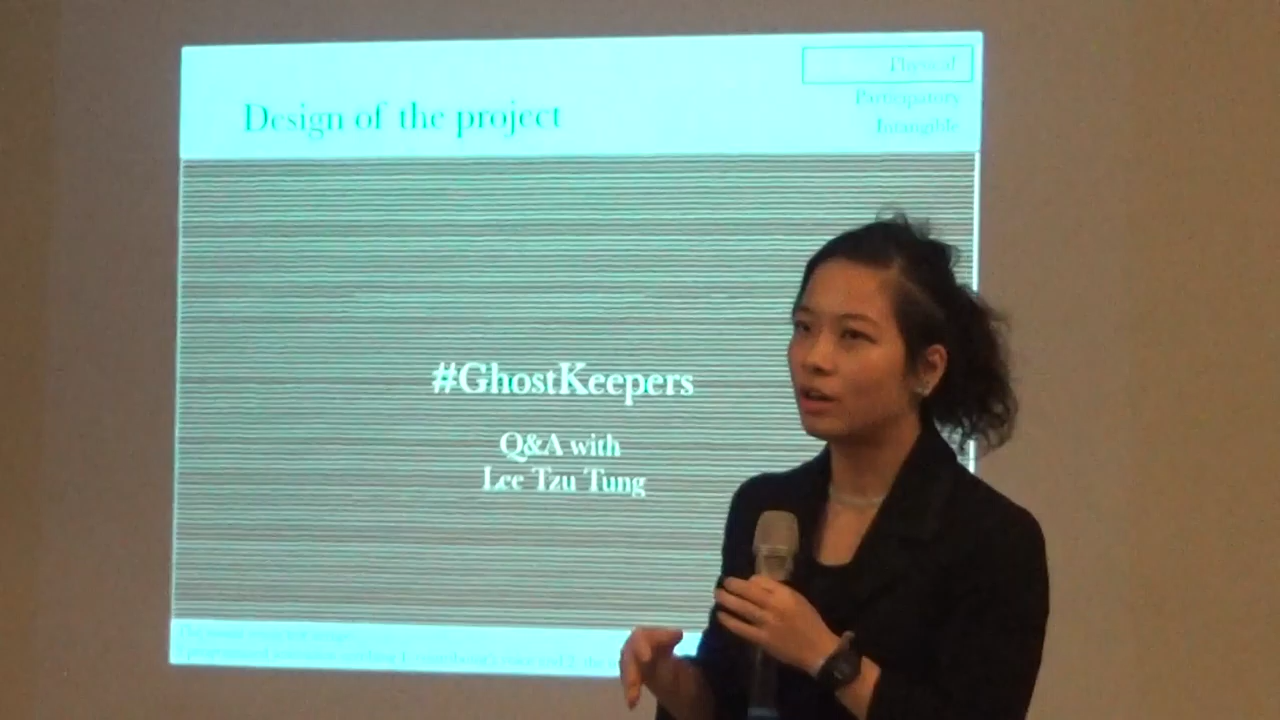 Physical
Participatory
Intangible
Design of the project
#GhostKeepers
Q&A with
Lee Tzu Tung